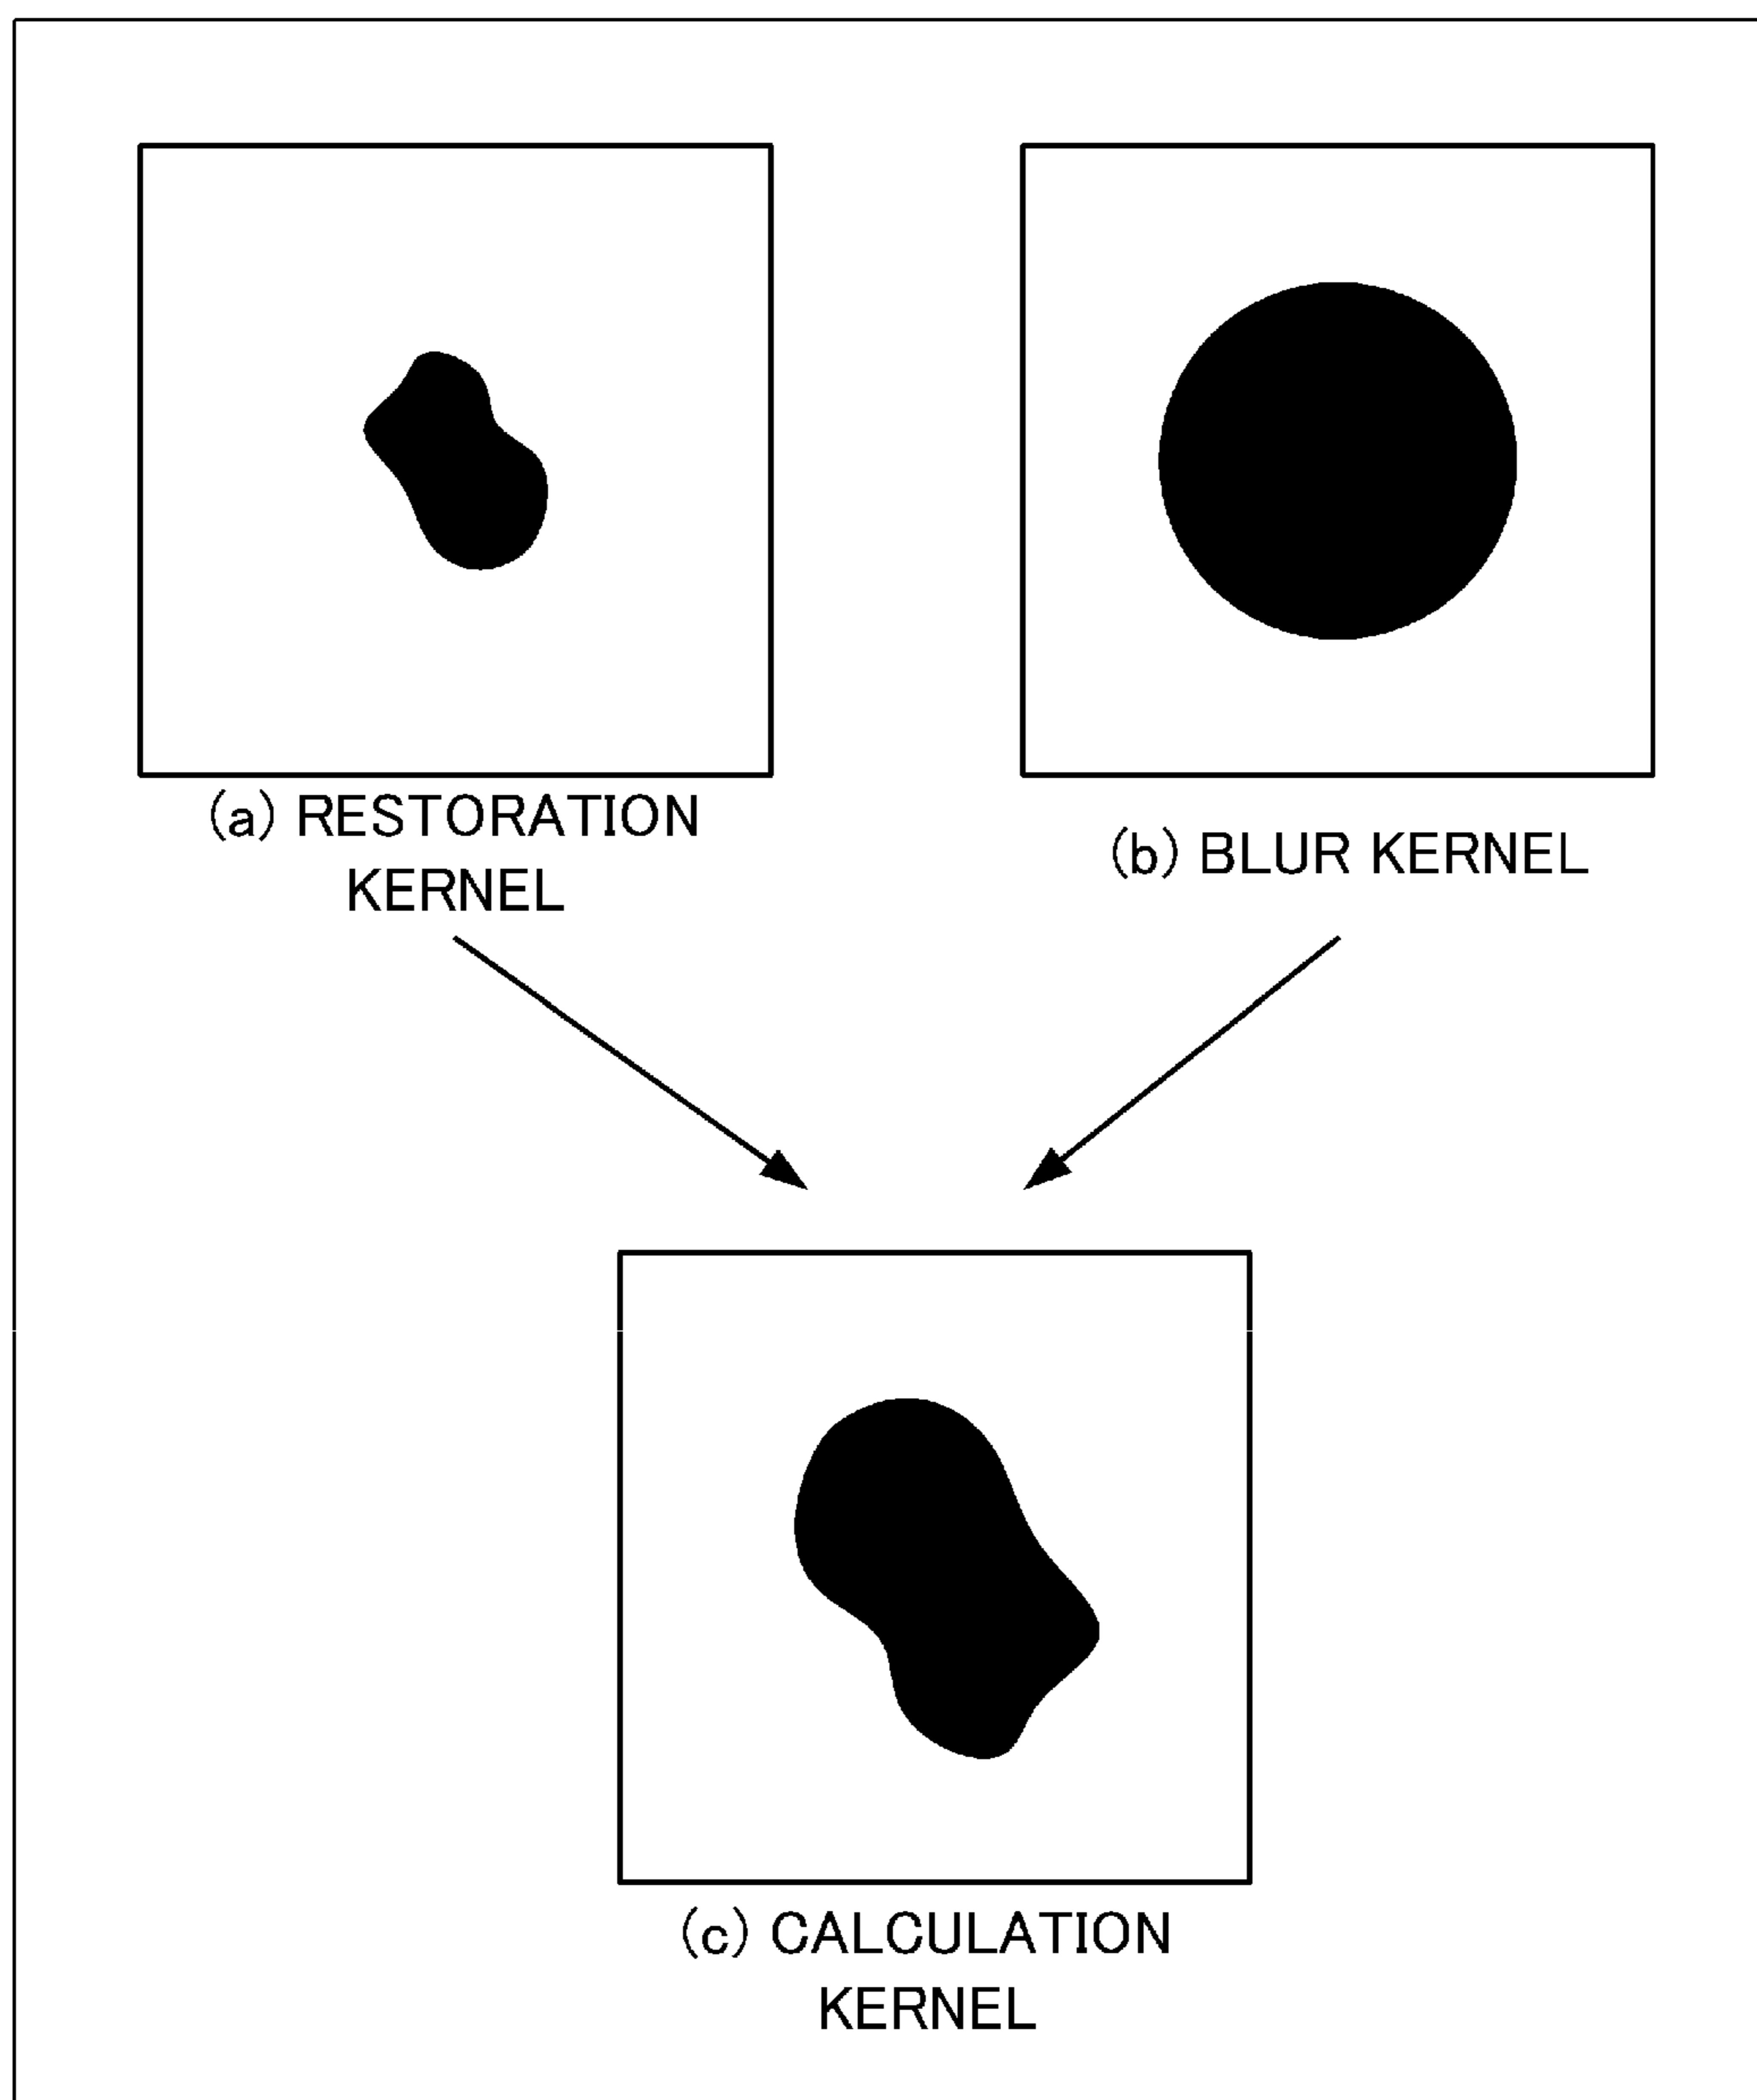 (a) RESTORATION
KERNEL
(b) BLUR KERNEL
(c) CALCULATION
KERNEL